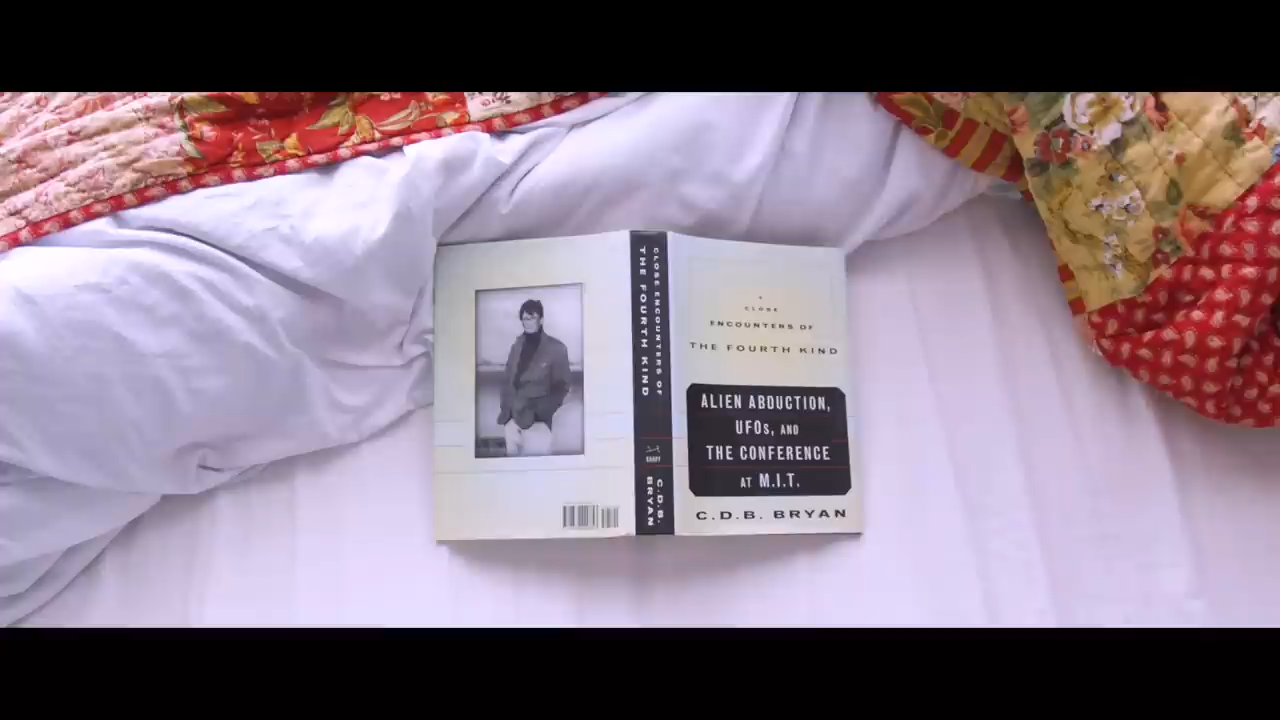 CLOSE ENCOUNTERS OF
THE FOURTH KIND
KNOPF
C.D.B.
BRYAN
CLOSE
ENCOUNTERS OF
THE FOURTH KIND
ALIEN ABDUCTION,
UFOs, AND
THE CONFERENCE
AT M.I.T.
C.D.B. BRYAN